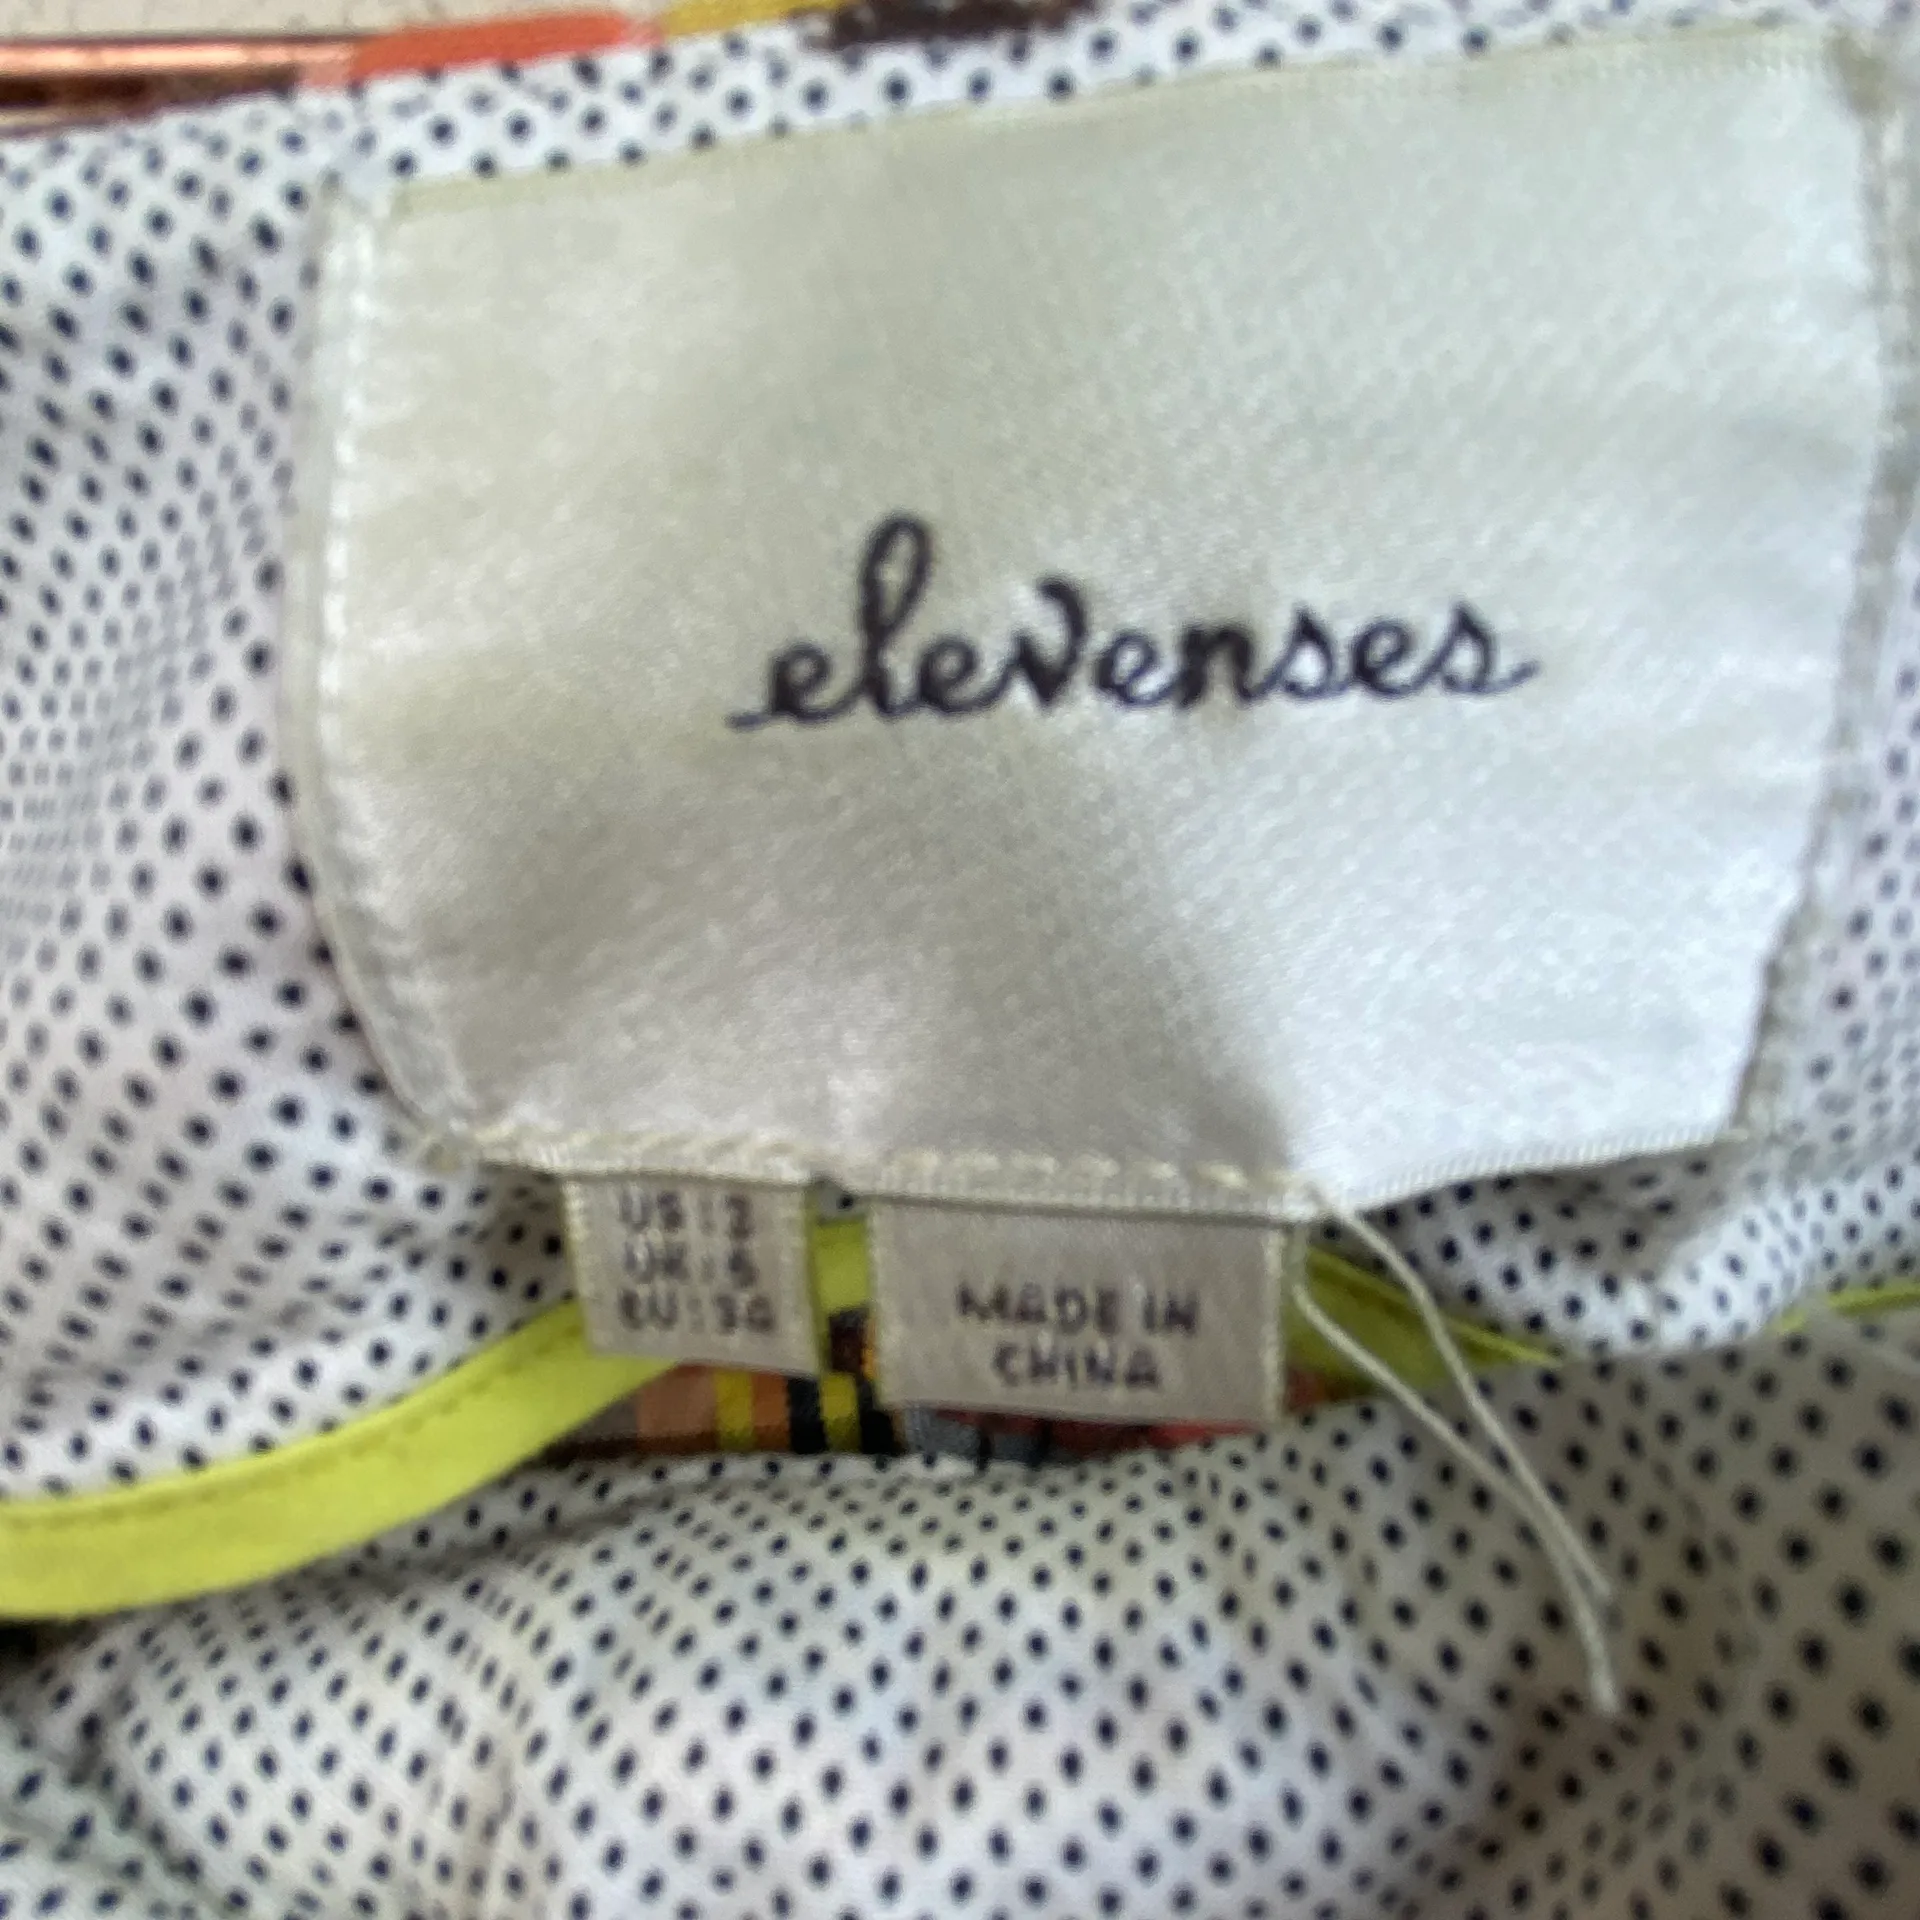 elevenses
US:2
UK:6
EU:34
MADE IN
CHINA